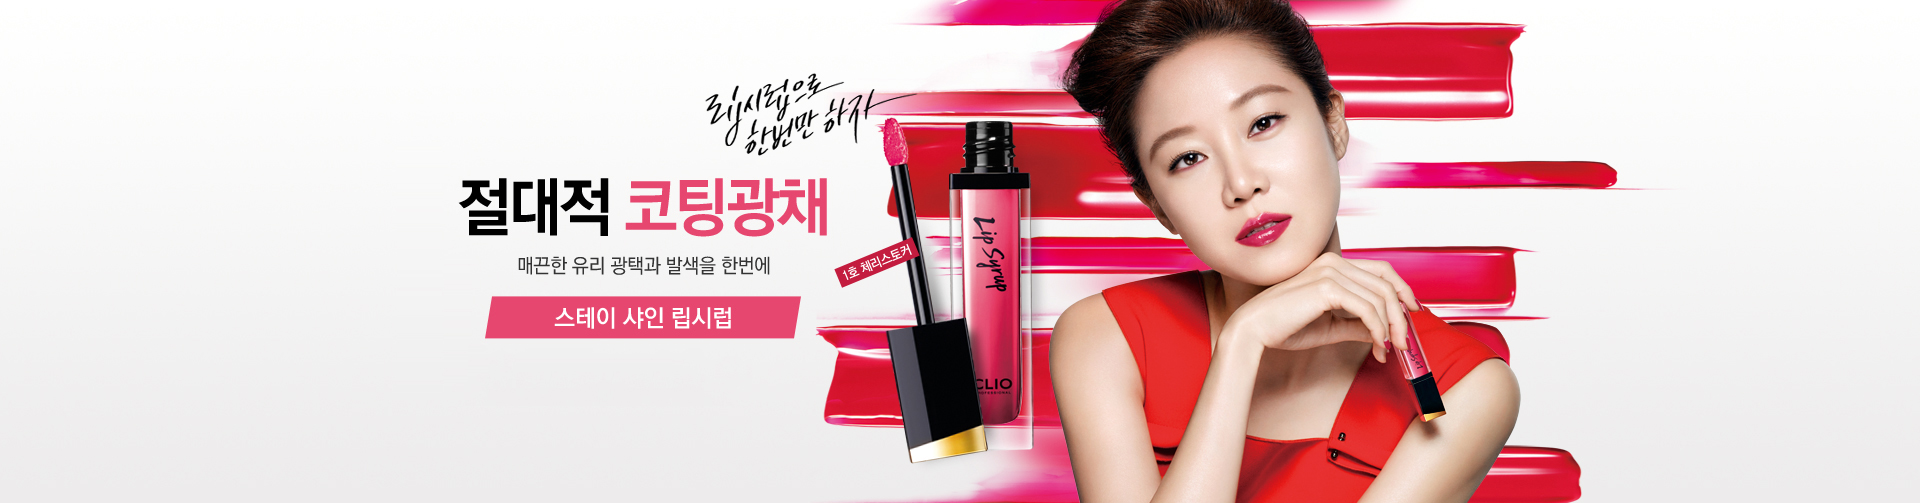 립시럽으로
한번만 하자
절대적 코팅광채
매끈한 유리 광택과 발색을 한번에
스테이 샤인 립시럽
1호 체리스토커
Lip Syrup
CLIO
PROFESSIONAL